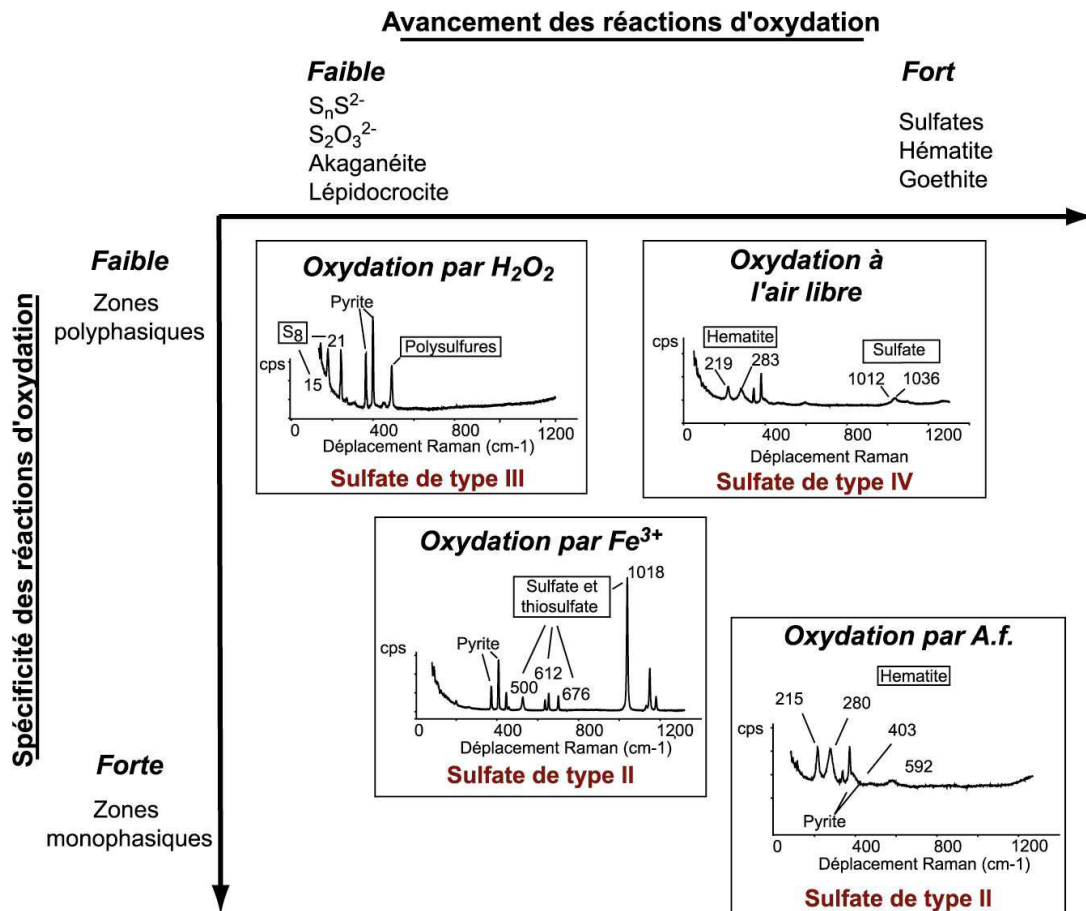 Avancement des réactions d'oxydation
Faible
SnS2-
S2O32-
Akaganéite
Lépidocrocite
Fort
Sulfates
Hématite
Goethite
Spécificité des réactions d'oxydation
Faible
Zones
polyphasiques
Forte
Zones
monophasiques
Oxydation par H2O2
Pyrite
S8
21
15
Polysulfures
cps
0 400 800 1200
Déplacement Raman (cm-1)
Sulfate de type III
Oxydation à
l'air libre
Hematite
219 283
Sulfate
1012 1036
cps
0 400 800 1200
Déplacement Raman
Sulfate de type IV
Oxydation par Fe3+
1018
Sulfate et
thiosulfate
Pyrite
cps
500
612
676
0 400 800 1200
Déplacement Raman (cm-1)
Sulfate de type II
Oxydation par A.f.
Hematite
215 280
403
592
cps
Pyrite
0 400 800 1200
Déplacement Raman (cm-1)
Sulfate de type II